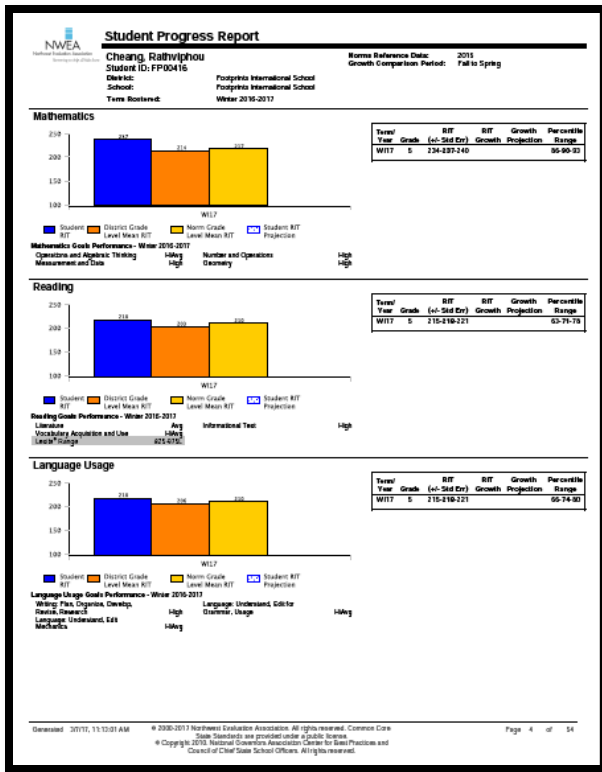 NWEA
Student Progress Report
Cheang, Rathviphou
Student ID: FP00416
District: Footprints International School
School: Footprints International School
Term Rostered: Winter 2016-2017
Norms Reference Data: 2015
Growth Comparison Period: Fall to Spring
Mathematics
250
200
150
100
237
WI17
Student RIT
District Grade Level Mean RIT
Norm Grade Level Mean RIT
Student RIT Projection
Term/ Year Grade RIT (+/- Std Err) RIT Growth Growth Projection Percentile Range
WI17 5 234-237-240 86-90-93
Mathematics Goals Performance - Winter 2016-2017
Operations and Algebraic Thinking HiAvg Number and Operations High
Measurement and Data High Geometry High
Reading
250
200
150
100
218
WI17
Student RIT
District Grade Level Mean RIT
Norm Grade Level Mean RIT
Student RIT Projection
Term/ Year Grade RIT (+/- Std Err) RIT Growth Growth Projection Percentile Range
WI17 5 215-218-221 63-71-78
Reading Goals Performance - Winter 2016-2017
Literature Avg Informational Text High
Vocabulary Acquisition and Use HiAvg
Lexile® Range
Language Usage
250
200
150
100
218
206
WI17
Student RIT
District Grade Level Mean RIT
Norm Grade Level Mean RIT
Student RIT Projection
Term/ Year Grade RIT (+/- Std Err) RIT Growth Growth Projection Percentile Range
WI17 5 215-218-221 66-74-80
Language Usage Goals Performance - Winter 2016-2017
Writing: Plan, Organize, Develop, Revise, Research High
Language: Understand, Edit for Grammar, Usage HiAvg
Language: Understand, Edit Mechanics HiAvg
Generated 3/7/17, 11:13:01 AM
© 2000-2017 Northwest Evaluation Association. All rights reserved. Common Core
State Standards are provided under a public license.
© Copyright 2010. National Governors Association Center for Best Practices and
Council of Chief State School Officers. All rights reserved.
Page 4 of 54